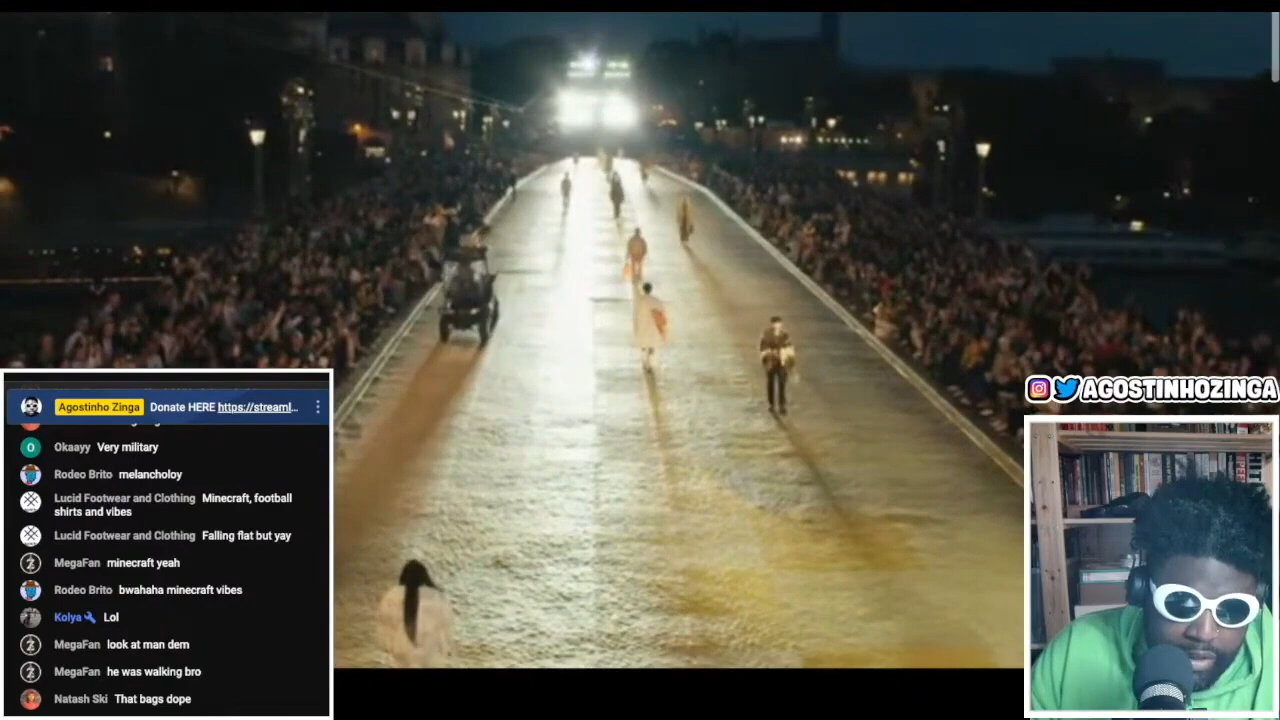 Agostinho Zinga Donate HERE https://streaml...
Okaayy Very military
Rodeo Brito melancholoy
Lucid Footwear and Clothing Minecraft, football
shirts and vibes
Lucid Footwear and Clothing Falling flat but yay
MegaFan minecraft yeah
Rodeo Brito bwahaha minecraft vibes
Kolya Lol
MegaFan look at man dem
MegaFan he was walking bro
Natash Ski That bags dope
AGOSTINHOZINGA